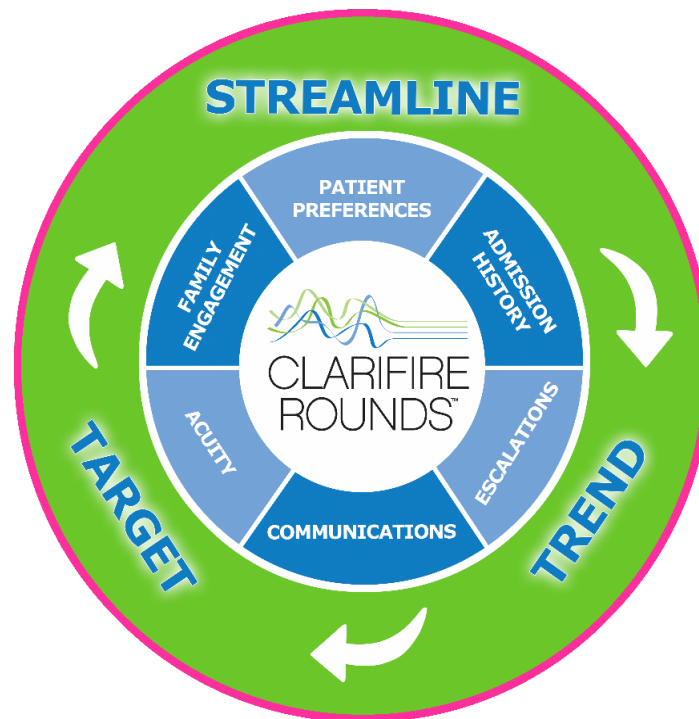 STREAMLINE
PATIENT
PREFERENCES
ADMISSION
HISTORY
ESCALATIONS
COMMUNICATIONS
ACUITY
FAMILY
ENGAGEMENT
CLARIFIRE
ROUNDS™
TREND
TARGET